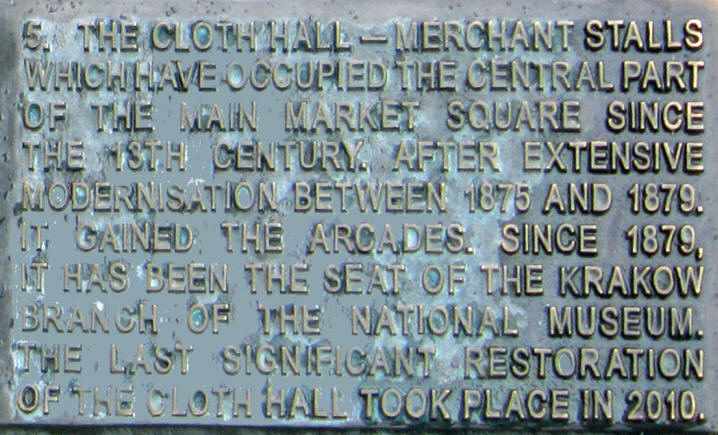 5. THE CLOTH HALL – MERCHANT STALLS
WHICH HAVE OCCUPIED THE CENTRAL PART
OF THE MAIN MARKET SQUARE SINCE
THE 13TH CENTURY. AFTER EXTENSIVE
MODERNISATION BETWEEN 1875 AND 1879.
IT GAINED THE ARCADES. SINCE 1879,
IT HAS BEEN THE SEAT OF THE KRAKOW
BRANCH OF THE NATIONAL MUSEUM.
THE LAST SIGNIFICANT RESTORATION
OF THE CLOTH HALL TOOK PLACE IN 2010.